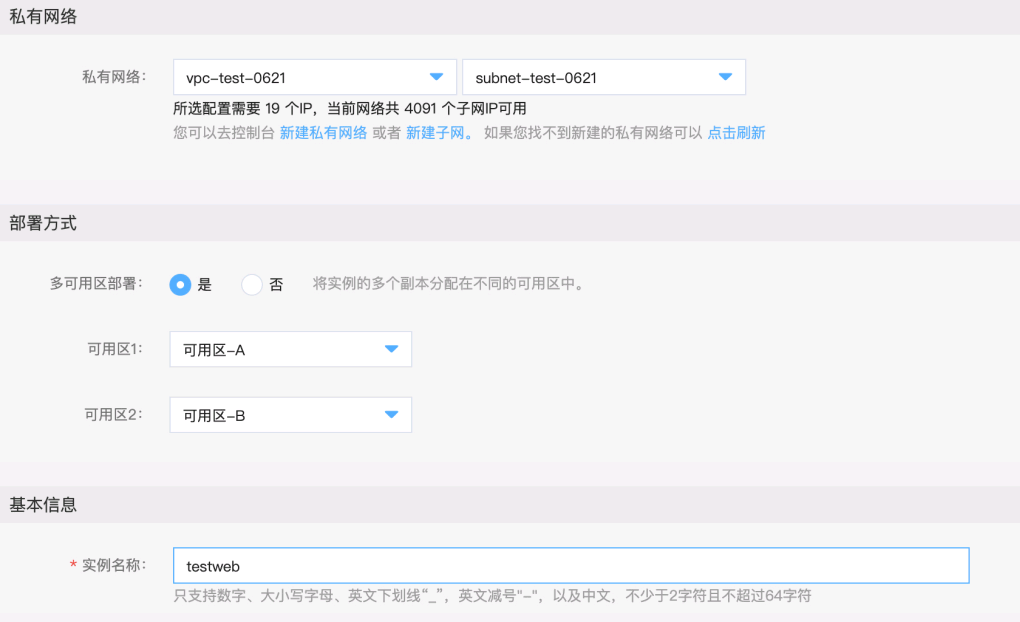 私有网络
私有网络： vpc-test-0621 subnet-test-0621
所选配置需要 19 个IP，当前网络共 4091 个子网IP可用
您可以去控制台 新建私有网络 或者 新建子网。 如果您找不到新建的私有网络可以 点击刷新
部署方式
多可用区部署： 是 否 将实例的多个副本分配在不同的可用区中。
可用区1： 可用区-A
可用区2： 可用区-B
基本信息
* 实例名称： testweb
只支持数字、大小写字母、英文下划线“_”，英文减号"-"，以及中文，不少于2字符且不超过64字符